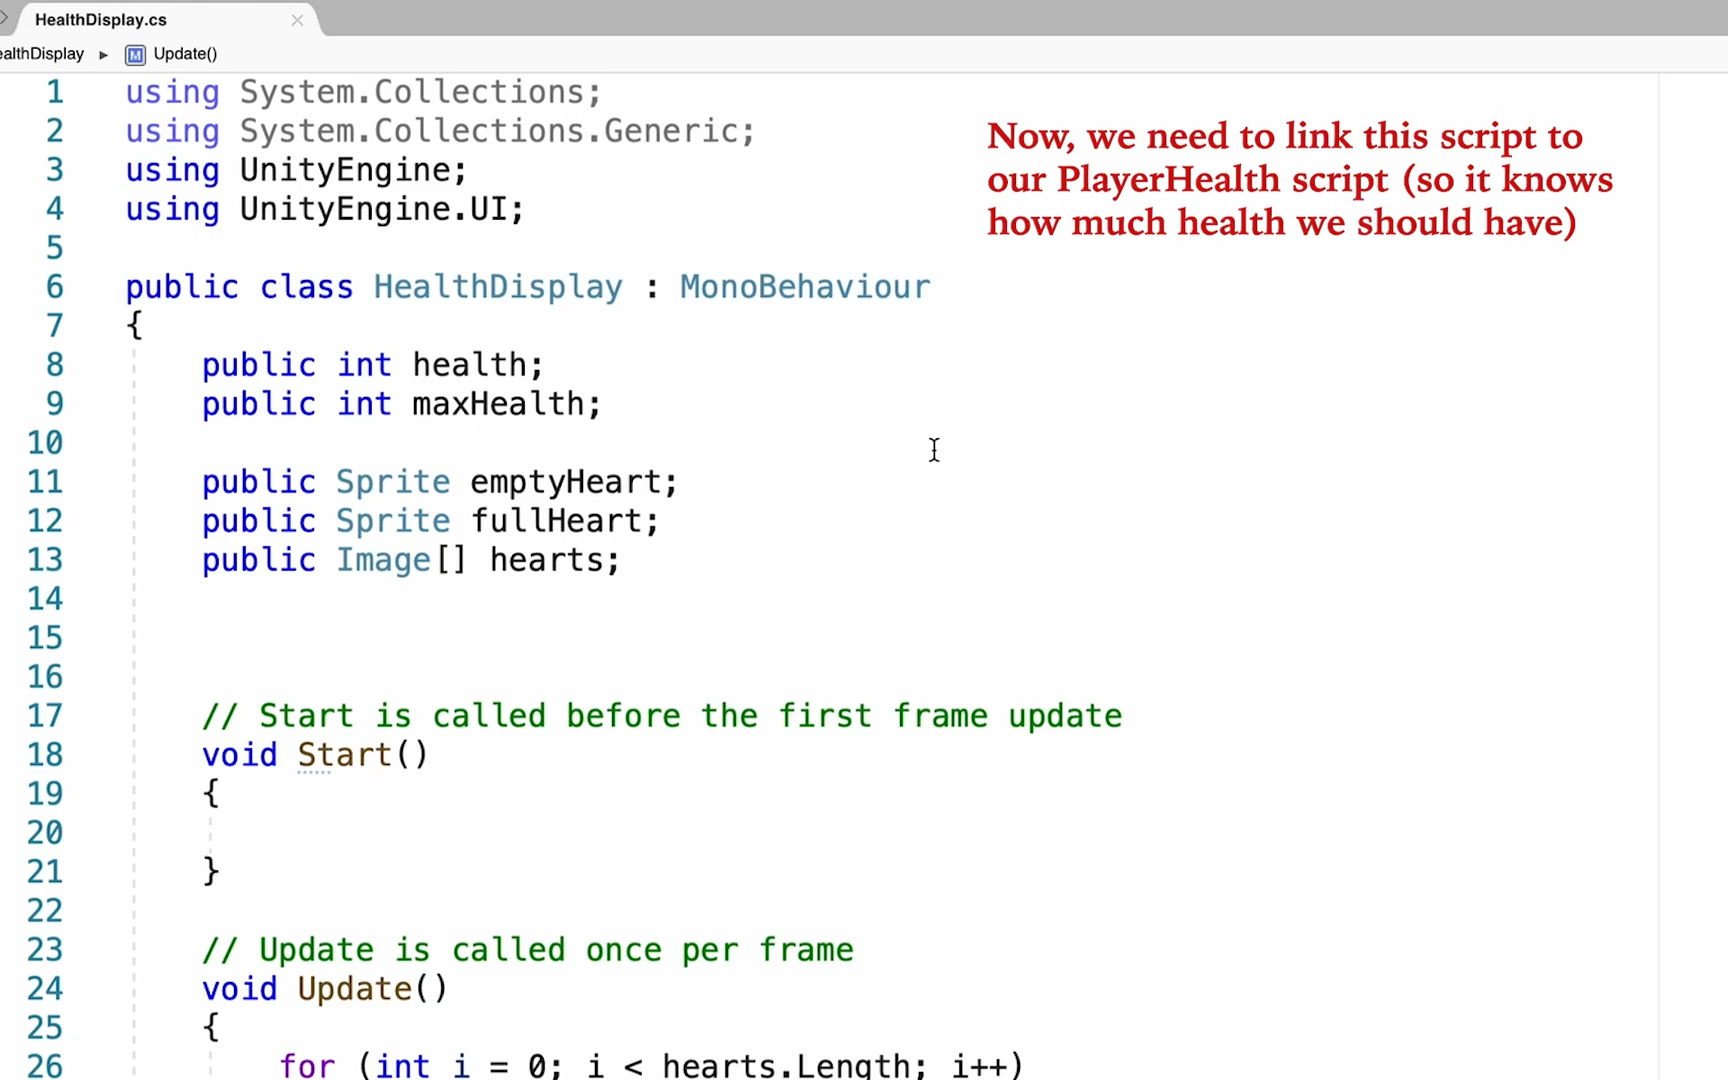 HealthDisplay.cs
ealthDisplay ▸ M Update()
1 using System.Collections;
2 using System.Collections.Generic;
3 using UnityEngine;
4 using UnityEngine.UI;
5
6 public class HealthDisplay : MonoBehaviour
7 {
8 public int health;
9 public int maxHealth;
10
11 public Sprite emptyHeart;
12 public Sprite fullHeart;
13 public Image[] hearts;
14
15
16
17 // Start is called before the first frame update
18 void Start()
19 {
20
21 }
22
23 // Update is called once per frame
24 void Update()
25 {
26 for (int i = 0; i < hearts.Length; i++)
Now, we need to link this script to
our PlayerHealth script (so it knows
how much health we should have)